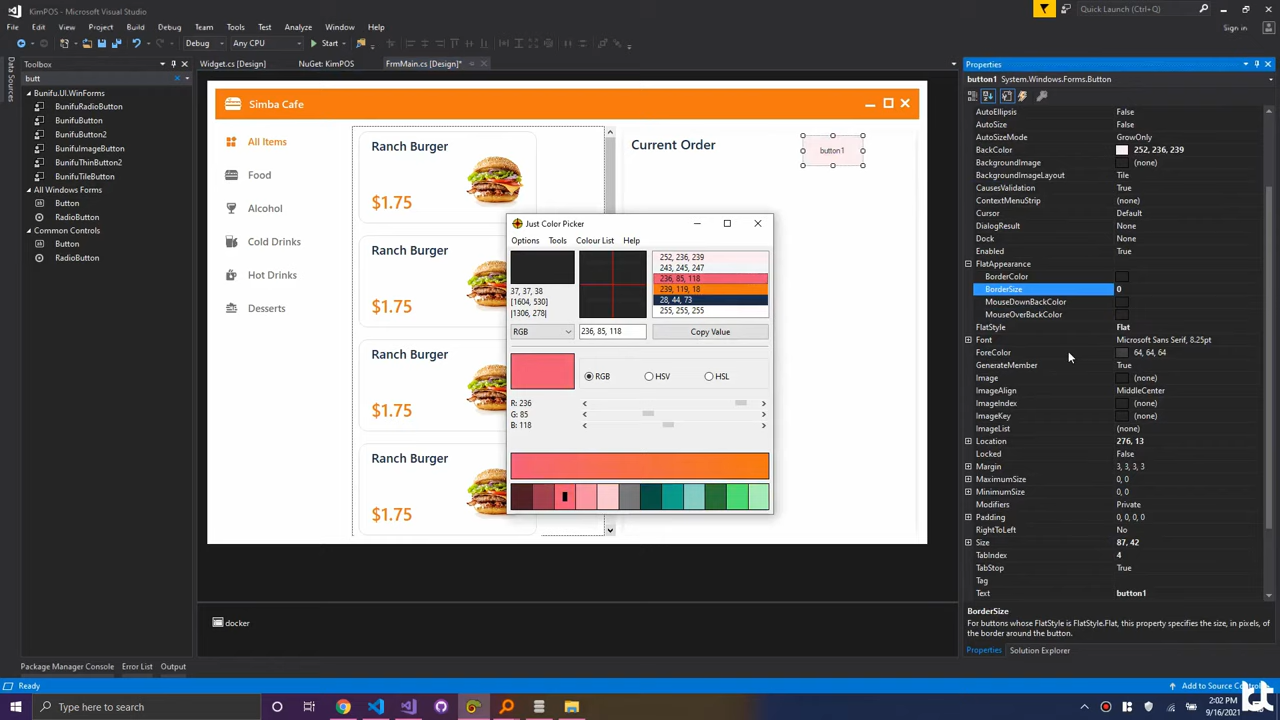 KimPOS - Microsoft Visual Studio
Quick Launch (Ctrl+Q)
File Edit View Project Build Debug Team Tools Test Analyze Window Help
Sign in
Debug Any CPU Start
Data Sources
Toolbox
Widget.cs [Design] NuGet: KimPOS FrmMain.cs [Design]*
Properties
butt
button1 System.Windows.Forms.Button
Bunifu.UI.WinForms
BunifuRadioButton
BunifuButton
BunifuButton2
BunifuImageButton
BunifuThinButton2
BunifuTileButton
All Windows Forms
Button
RadioButton
Common Controls
Button
RadioButton
Simba Cafe
All Items
Food
Alcohol
Cold Drinks
Hot Drinks
Desserts
Ranch Burger
$1.75
Ranch Burger
$1.75
Ranch Burger
$1.75
Ranch Burger
$1.75
Current Order
button1
Just Color Picker
Options Tools Colour List Help
37, 37, 38
[1604, 530]
[1306, 278]
252, 236, 239
243, 245, 247
236, 85, 118
239, 119, 18
28, 44, 73
255, 255, 255
RGB 236, 85, 118 Copy Value
RGB HSV HSL
R: 236
G: 85
B: 118
AutoEllipsis False
AutoSize False
AutoSizeMode GrowOnly
BackColor 252, 236, 239
BackgroundImage (none)
BackgroundImageLayout Tile
CausesValidation True
ContextMenuStrip (none)
Cursor Default
DialogResult None
Dock None
Enabled True
FlatAppearance
BorderColor
BorderSize 0
MouseDownBackColor
MouseOverBackColor
FlatStyle Flat
Font Microsoft Sans Serif, 8.25pt
ForeColor 64, 64, 64
GenerateMember True
Image (none)
ImageAlign MiddleCenter
ImageIndex (none)
ImageKey (none)
ImageList (none)
Location 276, 13
Locked False
Margin 3, 3, 3, 3
MaximumSize 0, 0
MinimumSize 0, 0
Modifiers Private
Padding 0, 0, 0, 0
RightToLeft No
Size 87, 42
TabIndex 4
TabStop True
Tag
Text button1
BorderSize
For buttons whose FlatStyle is FlatStyle.Flat, this property specifies the size, in pixels, of
the border around the button.
Properties Solution Explorer
docker
Package Manager Console Error List Output
Ready
Add to Source Control
Type here to search
2:02 PM
9/16/2021